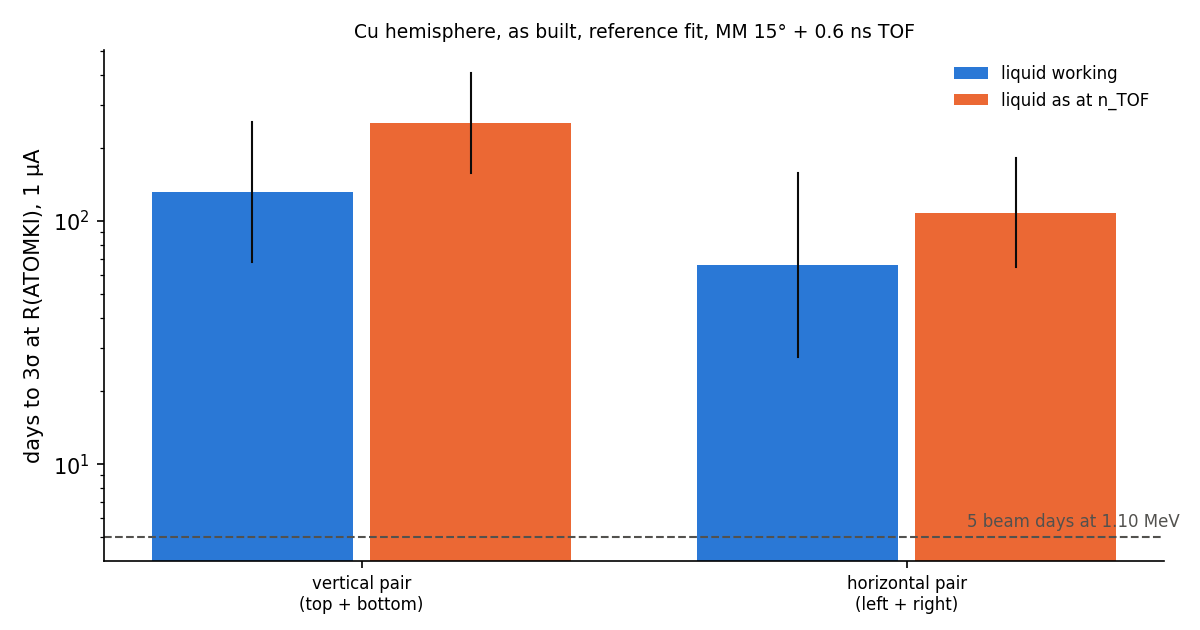 Cu hemisphere, as built, reference fit, MM 15° + 0.6 ns TOF
liquid working
liquid as at n_TOF
days to 3σ at R(ATOMKI), 1 µA
10²
10¹
5 beam days at 1.10 MeV
vertical pair
(top + bottom)
horizontal pair
(left + right)